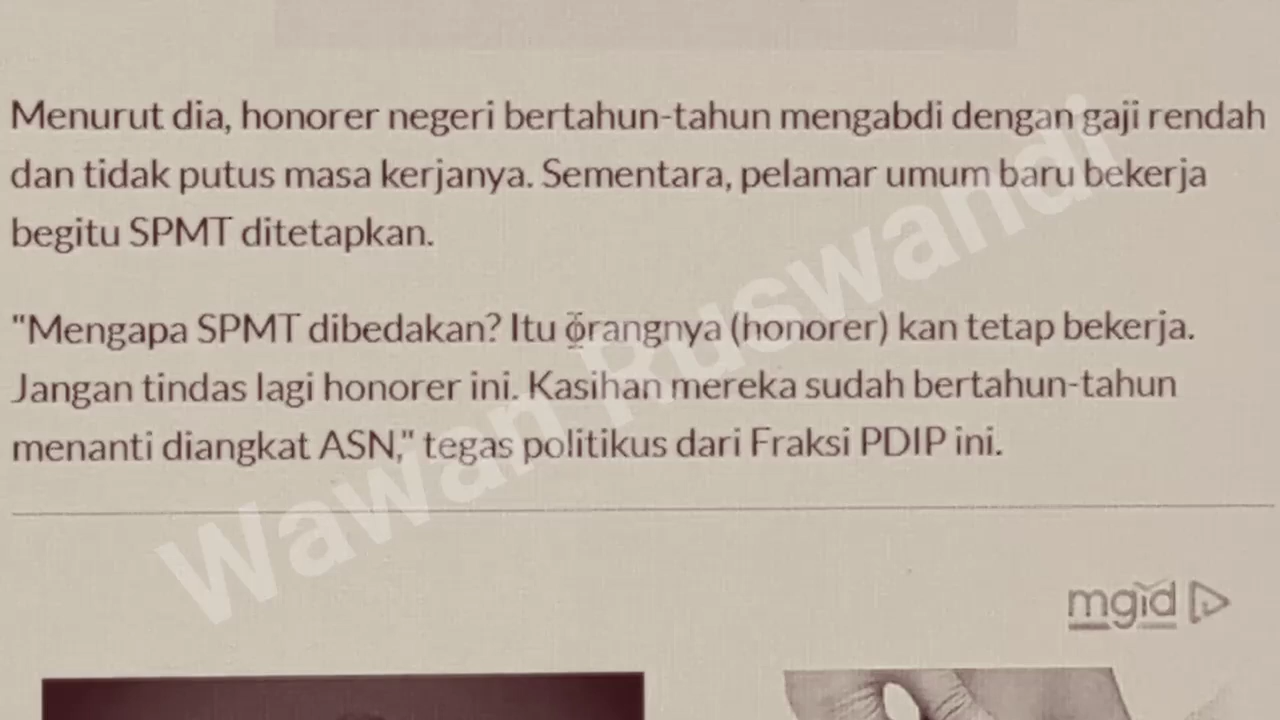 Menurut dia, honorer negeri bertahun-tahun mengabdi dengan gaji rendah
dan tidak putus masa kerjanya. Sementara, pelamar umum baru bekerja
begitu SPMT ditetapkan.
"Mengapa SPMT dibedakan? Itu orangnya (honorer) kan tetap bekerja.
Jangan tindas lagi honorer ini. Kasihan mereka sudah bertahun-tahun
menanti diangkat ASN," tegas politikus dari Fraksi PDIP ini.
Wawan Ruswandi
mgid